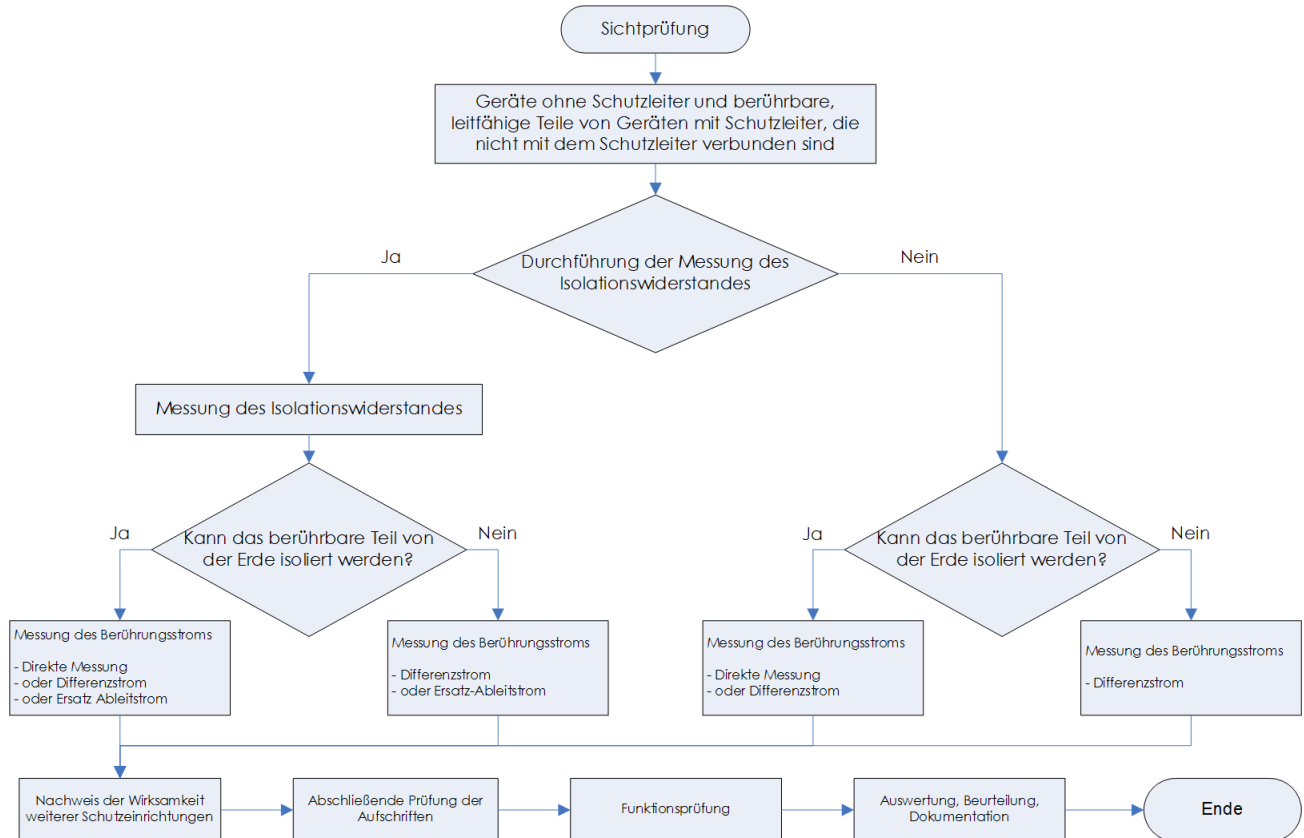 Sichtprüfung
Geräte ohne Schutzleiter und berührbare,
leitfähige Teile von Geräten mit Schutzleiter, die
nicht mit dem Schutzleiter verbunden sind
Ja
Durchführung der Messung des
Isolationswiderstandes
Nein
Messung des Isolationswiderstandes
Ja
Kann das berührbare Teil von
der Erde isoliert werden?
Nein
Ja
Kann das berührbare Teil von
der Erde isoliert werden?
Nein
Messung des Berührungsstroms
- Direkte Messung
- oder Differenzstrom
- oder Ersatz Ableitstrom
Messung des Berührungsstroms
- Differenzstrom
- oder Ersatz-Ableitstrom
Messung des Berührungsstroms
- Direkte Messung
- oder Differenzstrom
Messung des Berührungsstroms
- Differenzstrom
Nachweis der Wirksamkeit
weiterer Schutzeinrichtungen
Abschließende Prüfung der
Aufschriften
Funktionsprüfung
Auswertung, Beurteilung,
Dokumentation
Ende